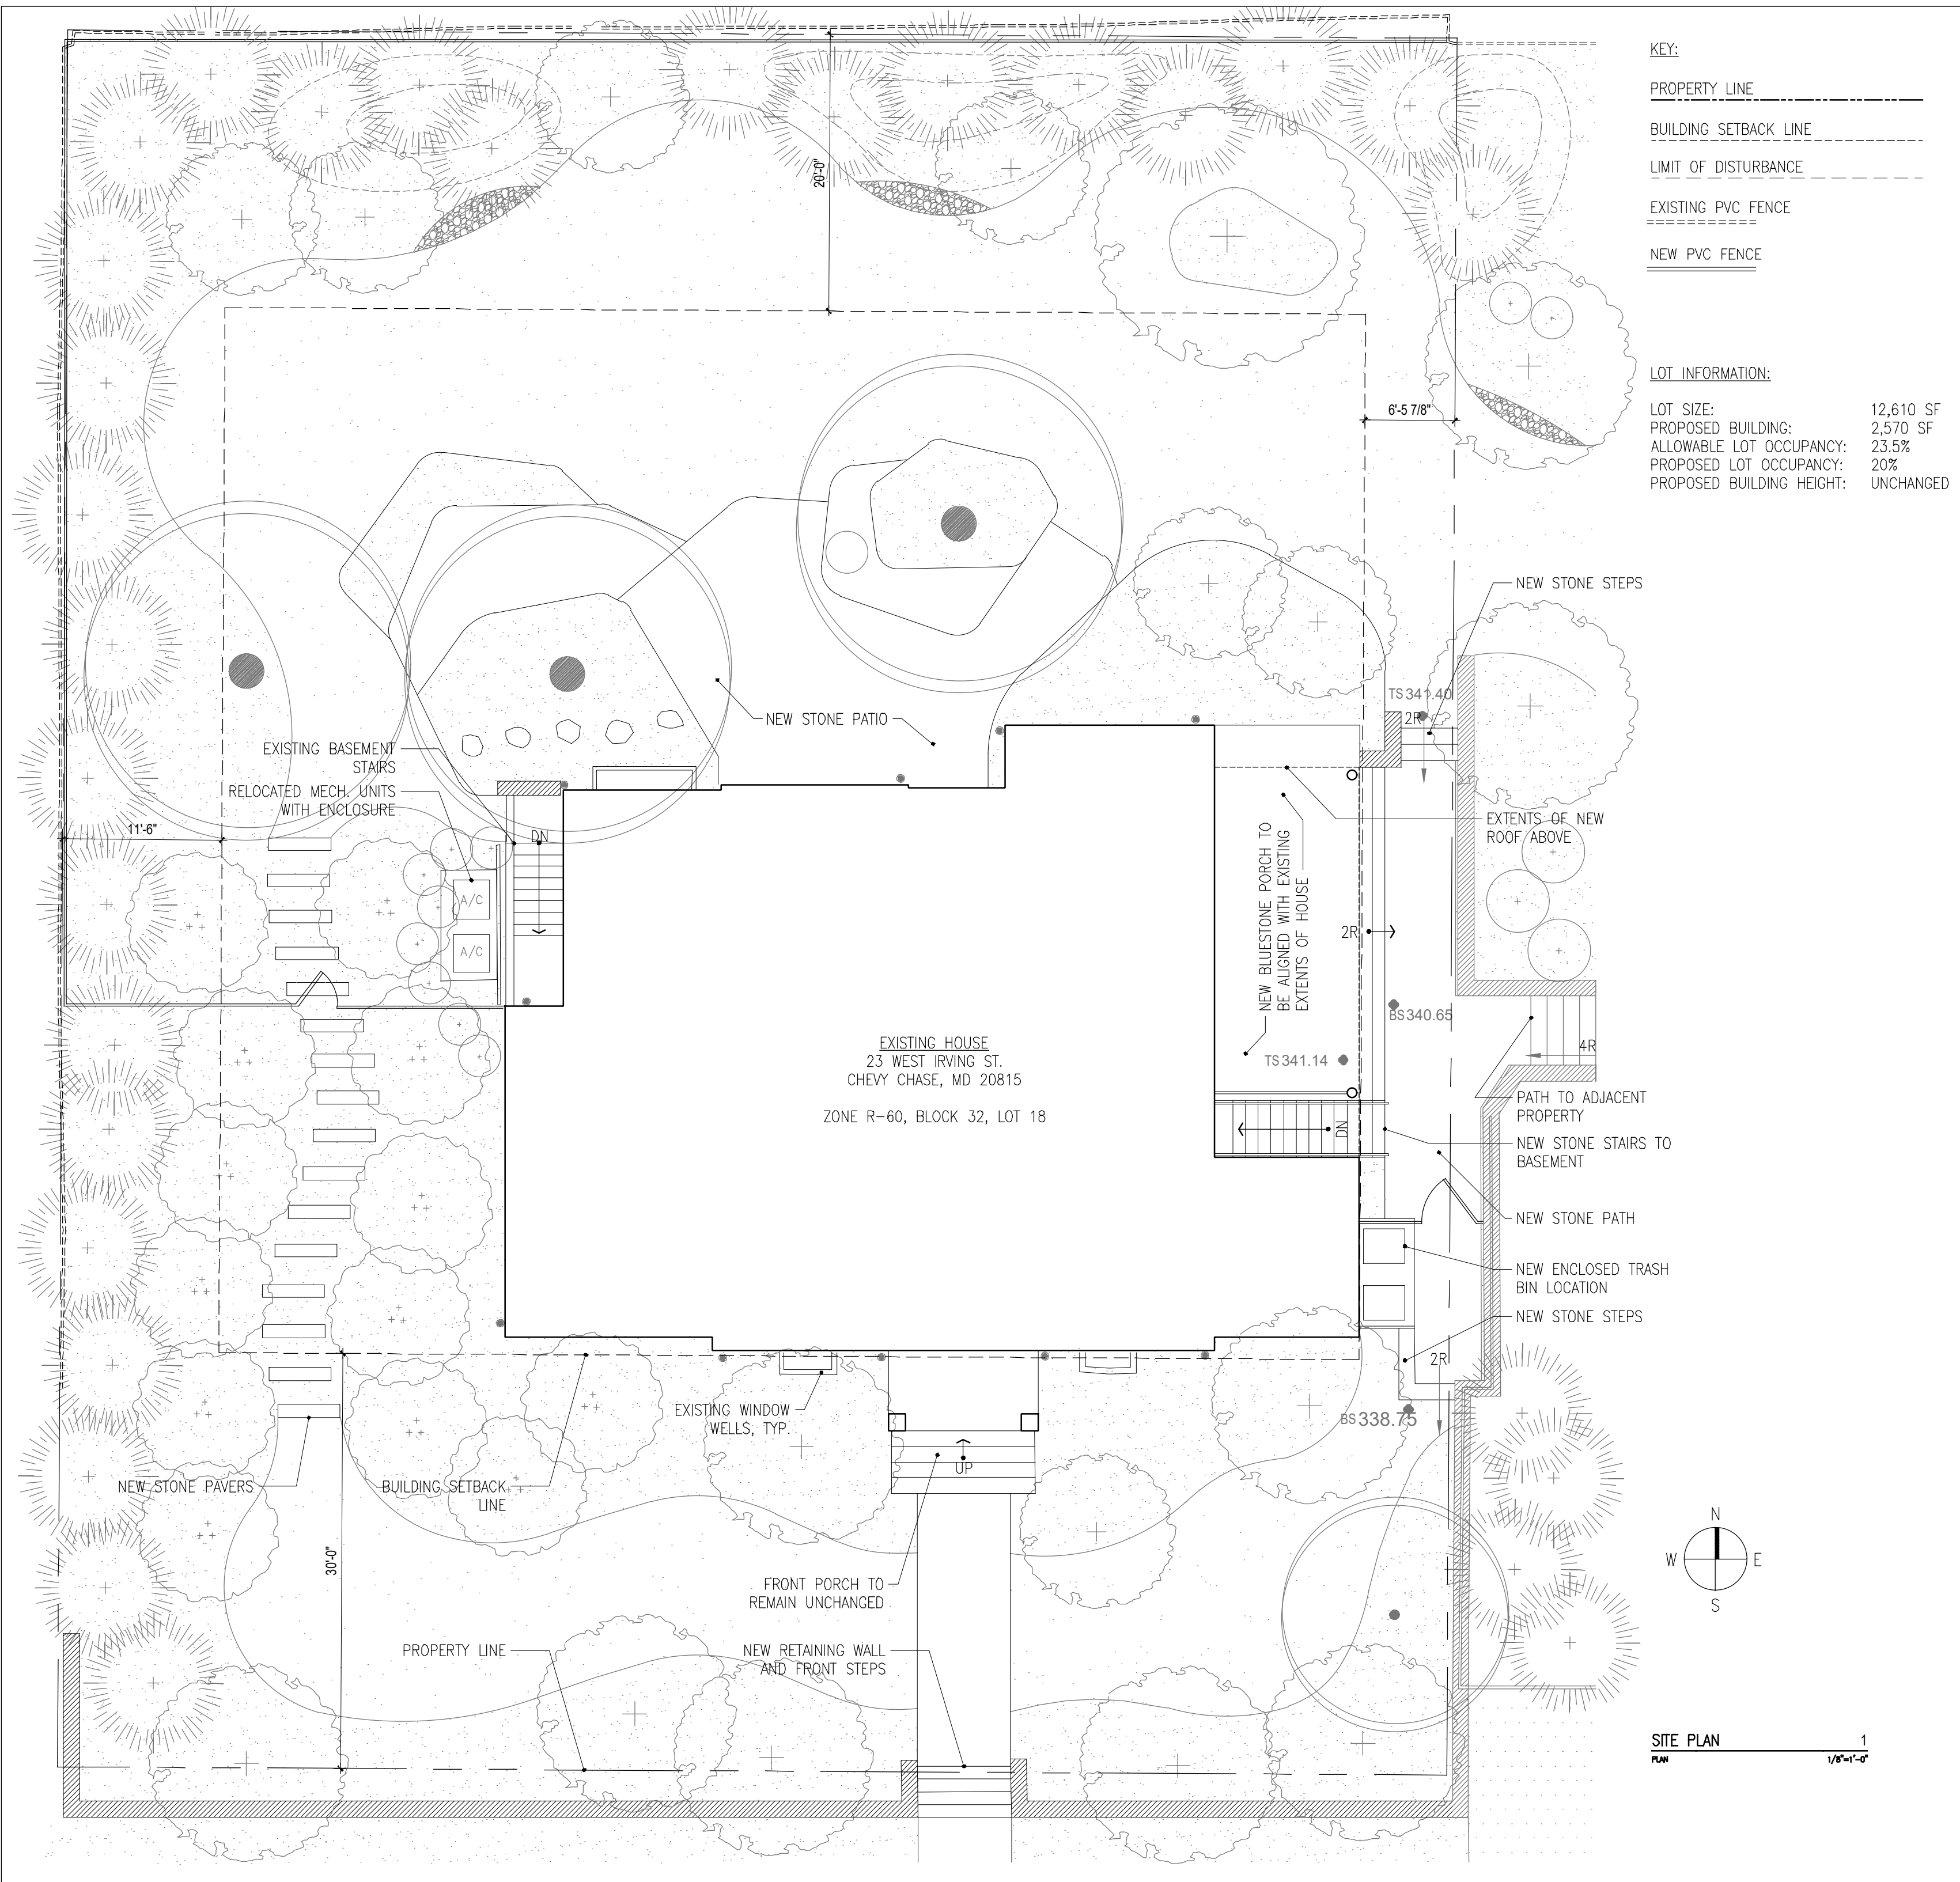 KEY:
PROPERTY LINE
BUILDING SETBACK LINE
LIMIT OF DISTURBANCE
EXISTING PVC FENCE
NEW PVC FENCE
LOT INFORMATION:
LOT SIZE: 12,610 SF
PROPOSED BUILDING: 2,570 SF
ALLOWABLE LOT OCCUPANCY: 23.5%
PROPOSED LOT OCCUPANCY: 20%
PROPOSED BUILDING HEIGHT: UNCHANGED
20'-0"
6'-5 7/8"
NEW STONE STEPS
TS 341.40
2R
NEW STONE PATIO
EXISTING BASEMENT
STAIRS
RELOCATED MECH. UNITS
WITH ENCLOSURE
11'-6"
DN
A/C
A/C
EXTENTS OF NEW
ROOF ABOVE
NEW BLUESTONE PORCH TO
BE ALIGNED WITH EXISTING
EXTENTS OF HOUSE
2R
BS 340.65
TS 341.14
4R
EXISTING HOUSE
23 WEST IRVING ST.
CHEVY CHASE, MD 20815
ZONE R-60, BLOCK 32, LOT 18
PATH TO ADJACENT
PROPERTY
DN
NEW STONE STAIRS TO
BASEMENT
NEW STONE PATH
NEW ENCLOSED TRASH
BIN LOCATION
NEW STONE STEPS
2R
BS 338.75
EXISTING WINDOW
WELLS, TYP.
UP
NEW STONE PAVERS
BUILDING SETBACK
LINE
30'-0"
FRONT PORCH TO
REMAIN UNCHANGED
PROPERTY LINE
NEW RETAINING WALL
AND FRONT STEPS
N
W E
S
SITE PLAN 1
PLAN 1/8"=1'-0"